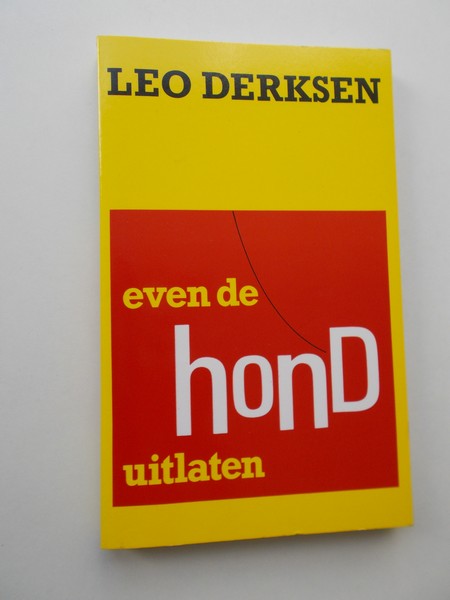 LEO DERKSEN
even de
honD
uitlaten